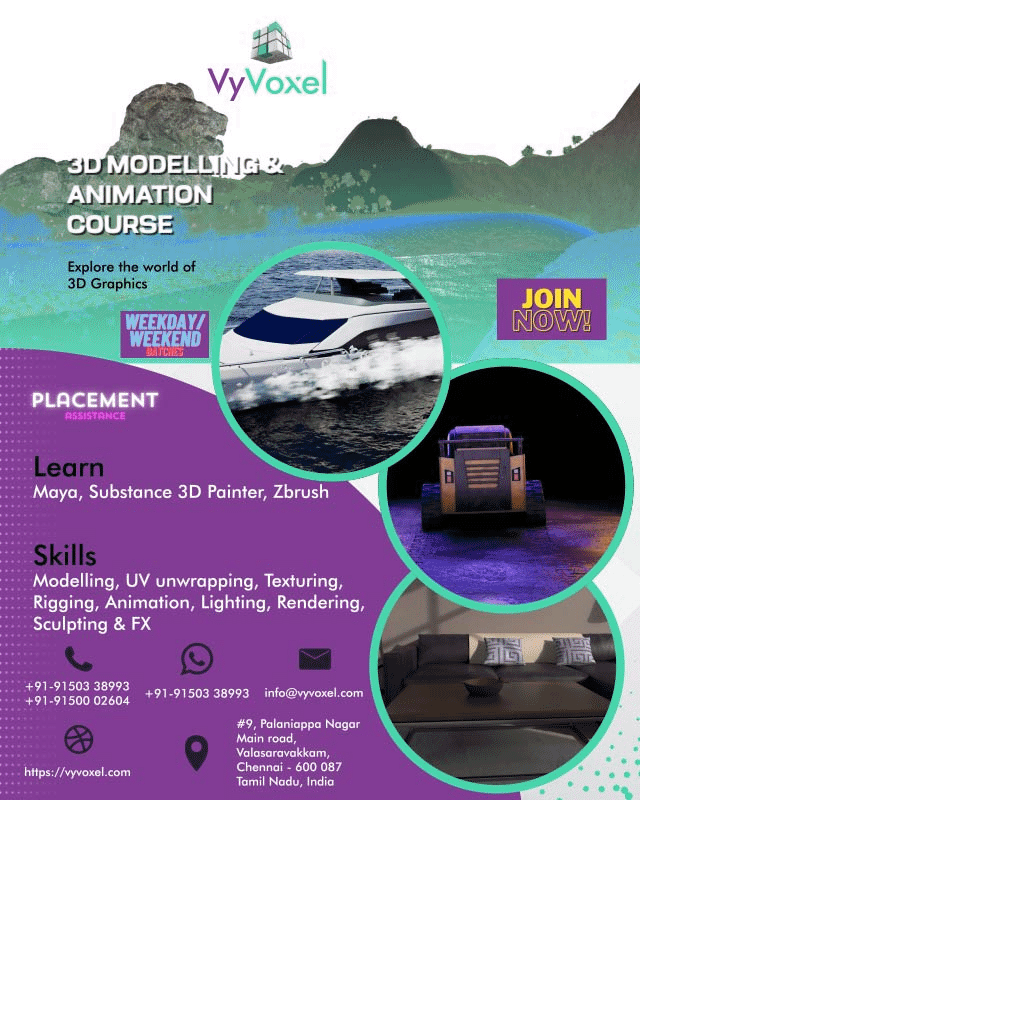 VyVoxel
3D MODELLING &
ANIMATION
COURSE
Explore the world of
3D Graphics
WEEKDAY/
WEEKEND
BATCHES
JOIN
NOW!
PLACEMENT
ASSISTANCE
Learn
Maya, Substance 3D Painter, Zbrush
Skills
Modelling, UV unwrapping, Texturing,
Rigging, Animation, Lighting, Rendering,
Sculpting & FX
+91-91503 38993
+91-91500 02604
+91-91503 38993
info@vyvoxel.com
https://vyvoxel.com
#9, Palaniappa Nagar
Main road,
Valasaravakkam,
Chennai - 600 087
Tamil Nadu, India